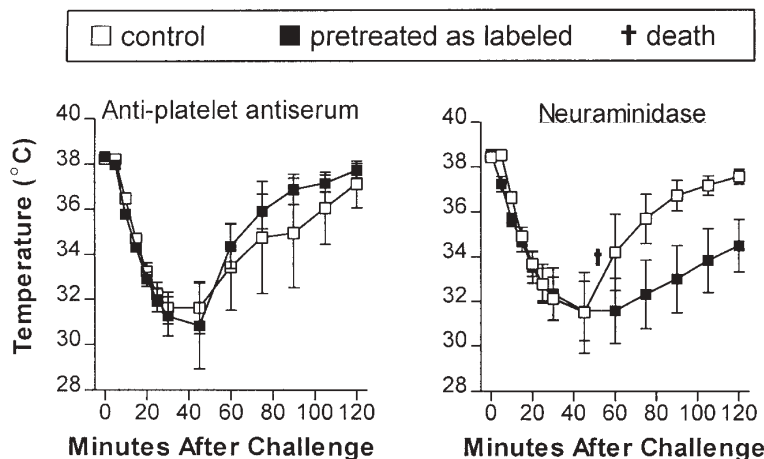 control pretreated as labeled † death
Anti-platelet antiserum
Temperature (°C)
40
38
36
34
32
30
28
0 20 40 60 80 100 120
Minutes After Challenge
Neuraminidase
40
38
36
34
32
30
28
†
0 20 40 60 80 100 120
Minutes After Challenge